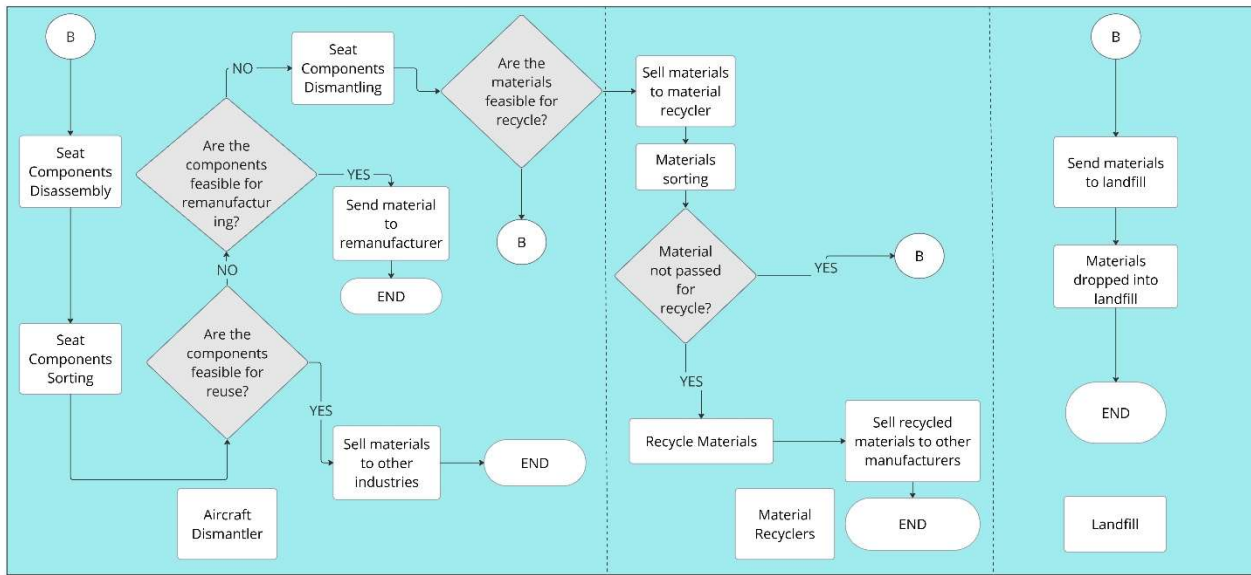 B
Seat
Components
Disassembly
Seat
Components
Sorting
Are the
components
feasible for
reuse?
NO
YES
Sell materials
to other
industries
END
Are the
components
feasible for
remanufactur
ing?
YES
Send material
to
remanufacturer
END
NO
Seat
Components
Dismantling
Are the
materials
feasible for
recycle?
B
Aircraft
Dismantler
Sell materials
to material
recycler
Materials
sorting
Material
not passed
for
recycle?
YES
B
YES
Recycle Materials
Sell recycled
materials to other
manufacturers
END
Material
Recyclers
B
Send materials
to landfill
Materials
dropped into
landfill
END
Landfill